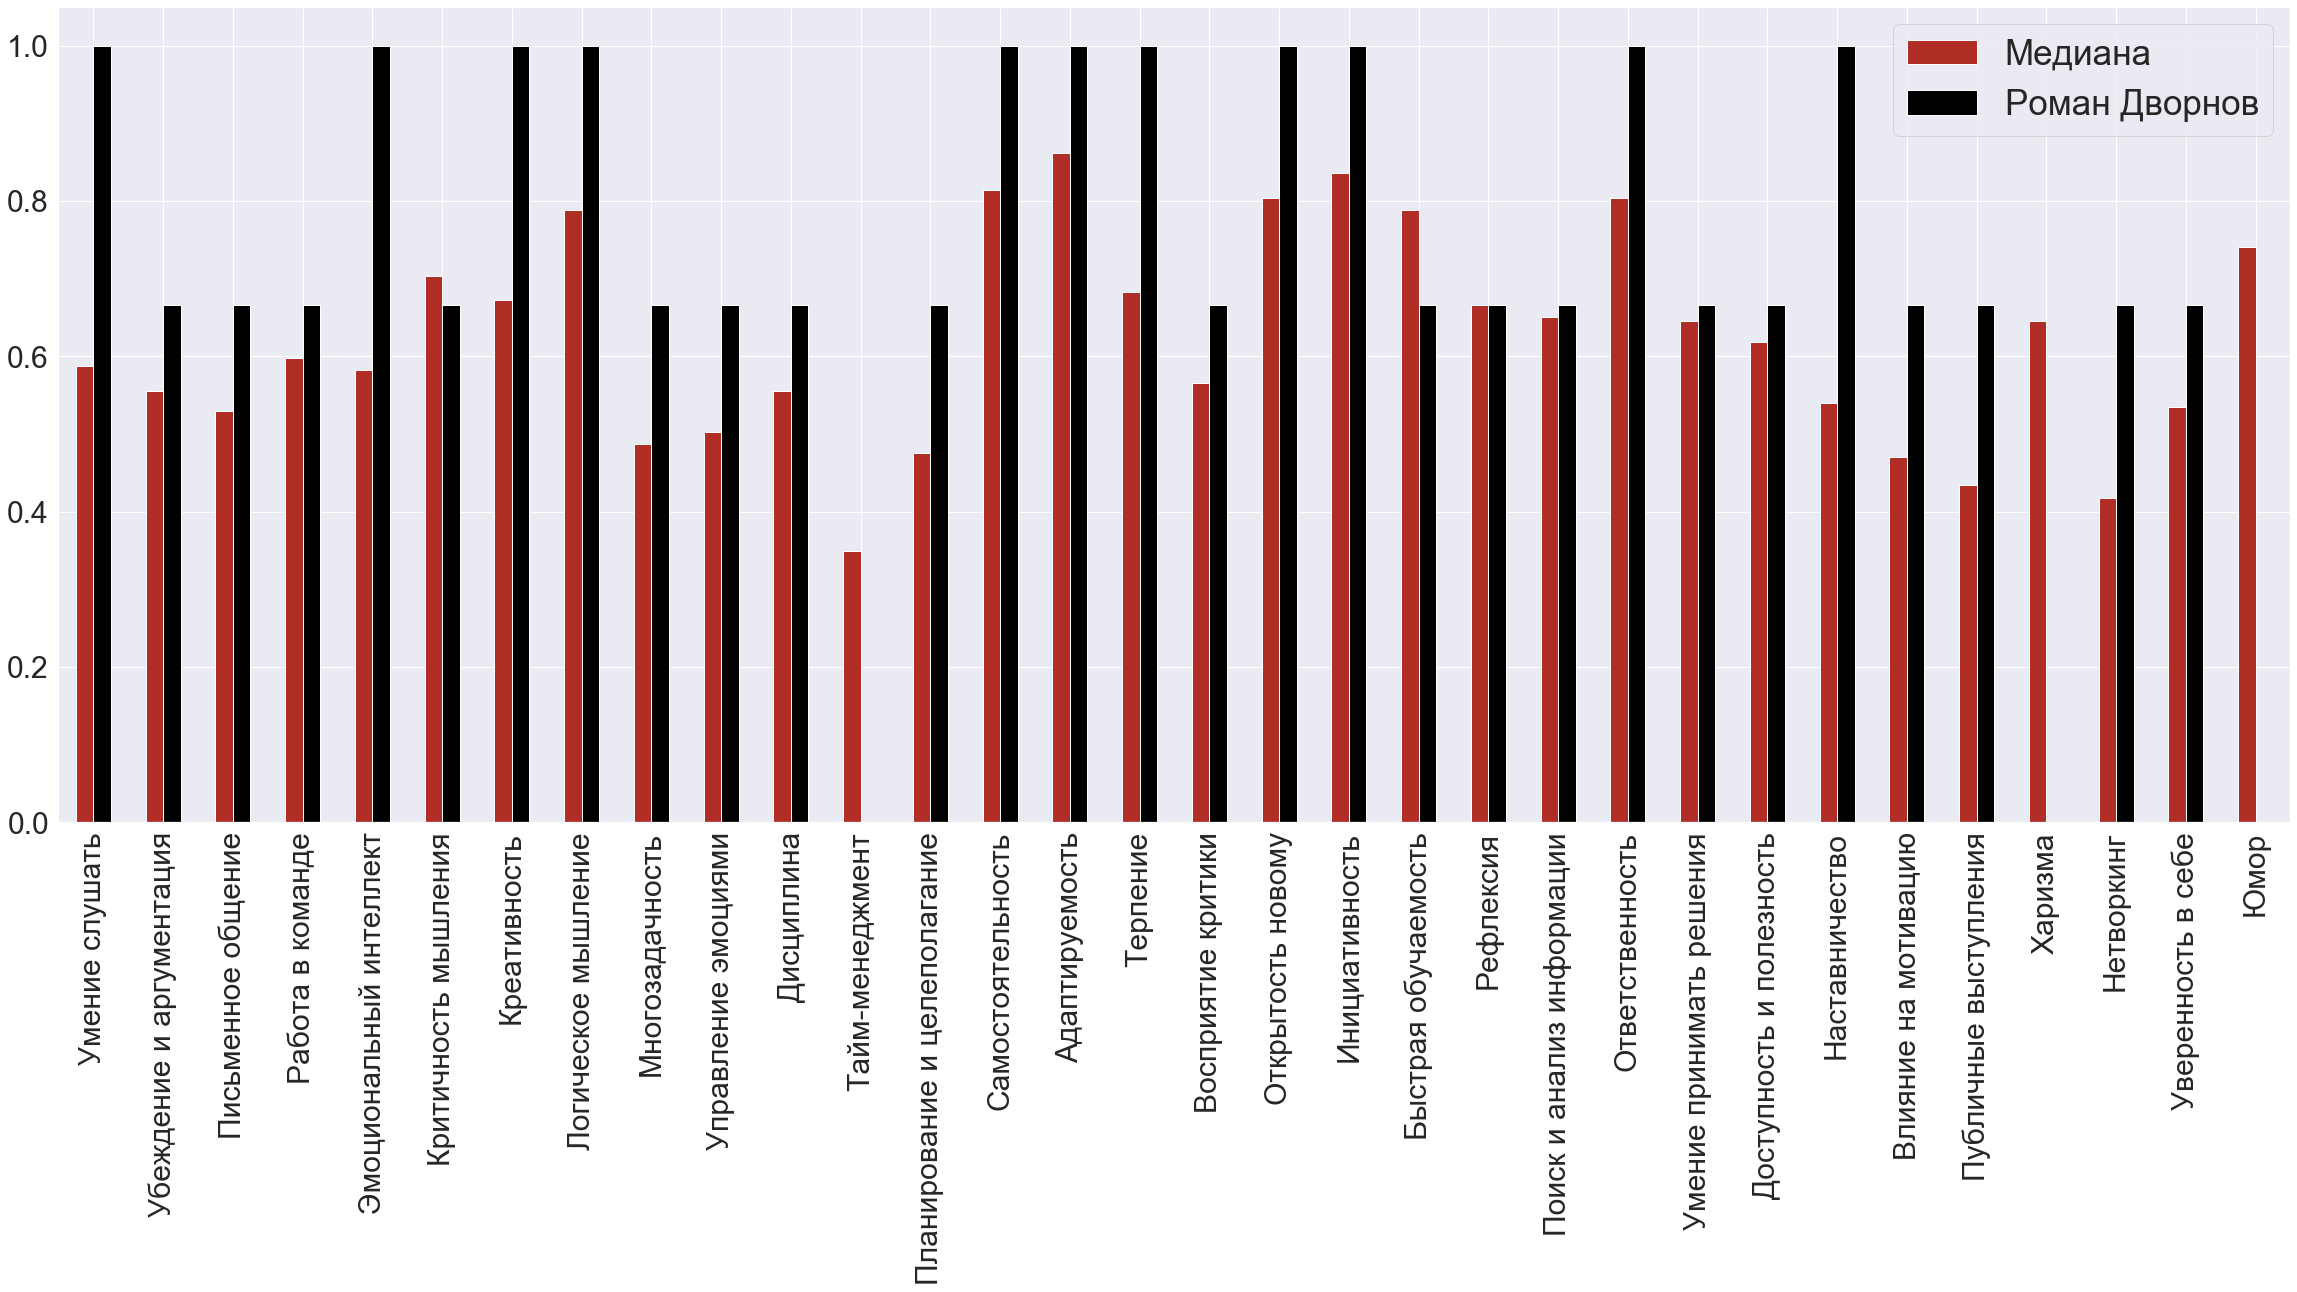 1.0
0.8
0.6
0.4
0.2
0.0
Медиана
Роман Дворнов
Умение слушать
Убеждение и аргументация
Письменное общение
Работа в команде
Эмоциональный интеллект
Критичность мышления
Креативность
Логическое мышление
Многозадачность
Управление эмоциями
Дисциплина
Тайм-менеджмент
Планирование и целеполагание
Самостоятельность
Адаптируемость
Терпение
Восприятие критики
Открытость новому
Инициативность
Быстрая обучаемость
Рефлексия
Поиск и анализ информации
Ответственность
Умение принимать решения
Доступность и полезность
Наставничество
Влияние на мотивацию
Публичные выступления
Харизма
Нетворкинг
Уверенность в себе
Юмор